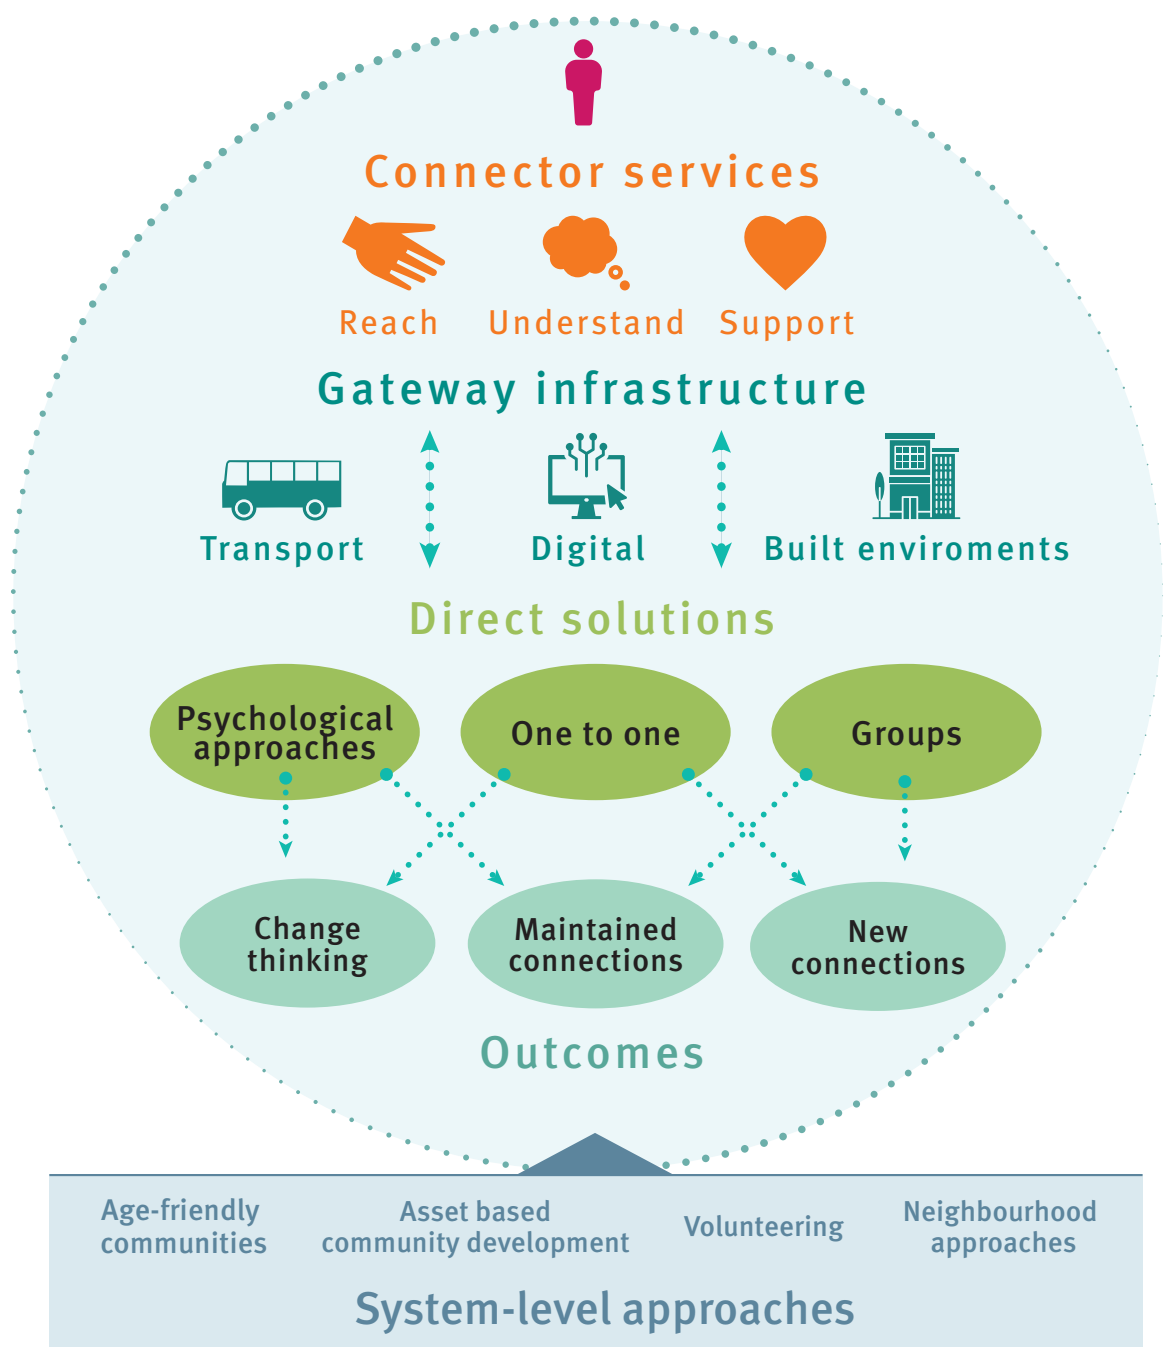 Connector services
Reach Understand Support
Gateway infrastructure
Transport Digital Built enviroments
Direct solutions
Psychological
approaches
One to one
Groups
Change
thinking
Maintained
connections
New
connections
Outcomes
Age-friendly
communities
Asset based
community development
Volunteering
Neighbourhood
approaches
System-level approaches